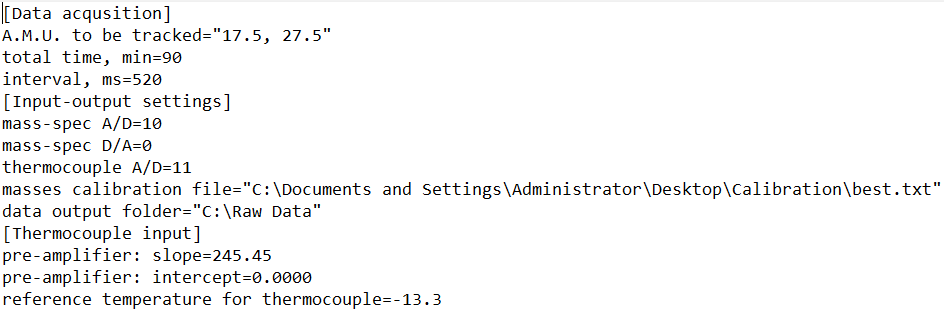 [Data acqusition]
A.M.U. to be tracked="17.5, 27.5"
total time, min=90
interval, ms=520
[Input-output settings]
mass-spec A/D=10
mass-spec D/A=0
thermocouple A/D=11
masses calibration file="C:\Documents and Settings\Administrator\Desktop\Calibration\best.txt"
data output folder="C:\Raw Data"
[Thermocouple input]
pre-amplifier: slope=245.45
pre-amplifier: intercept=0.0000
reference temperature for thermocouple=-13.3